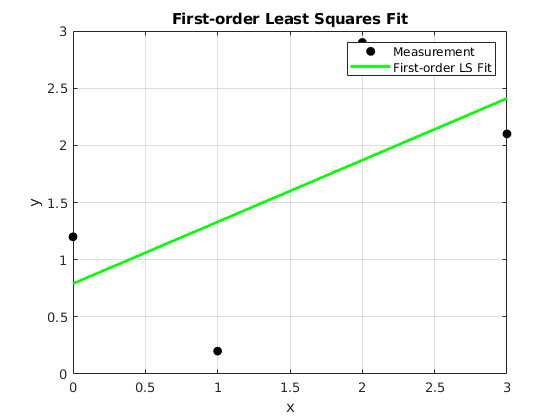 First-order Least Squares Fit
Measurement
First-order LS Fit
3
2.5
2
1.5
1
0.5
0
y
0 0.5 1 1.5 2 2.5 3
x